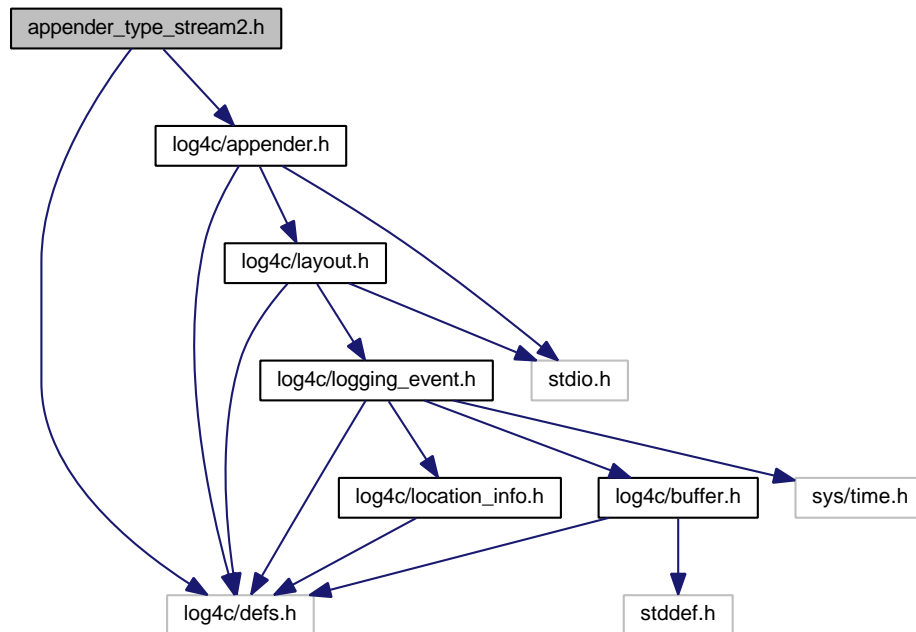 appender_type_stream2.h
log4c/appender.h
log4c/layout.h
log4c/logging_event.h
stdio.h
log4c/location_info.h
log4c/buffer.h
sys/time.h
log4c/defs.h
stddef.h